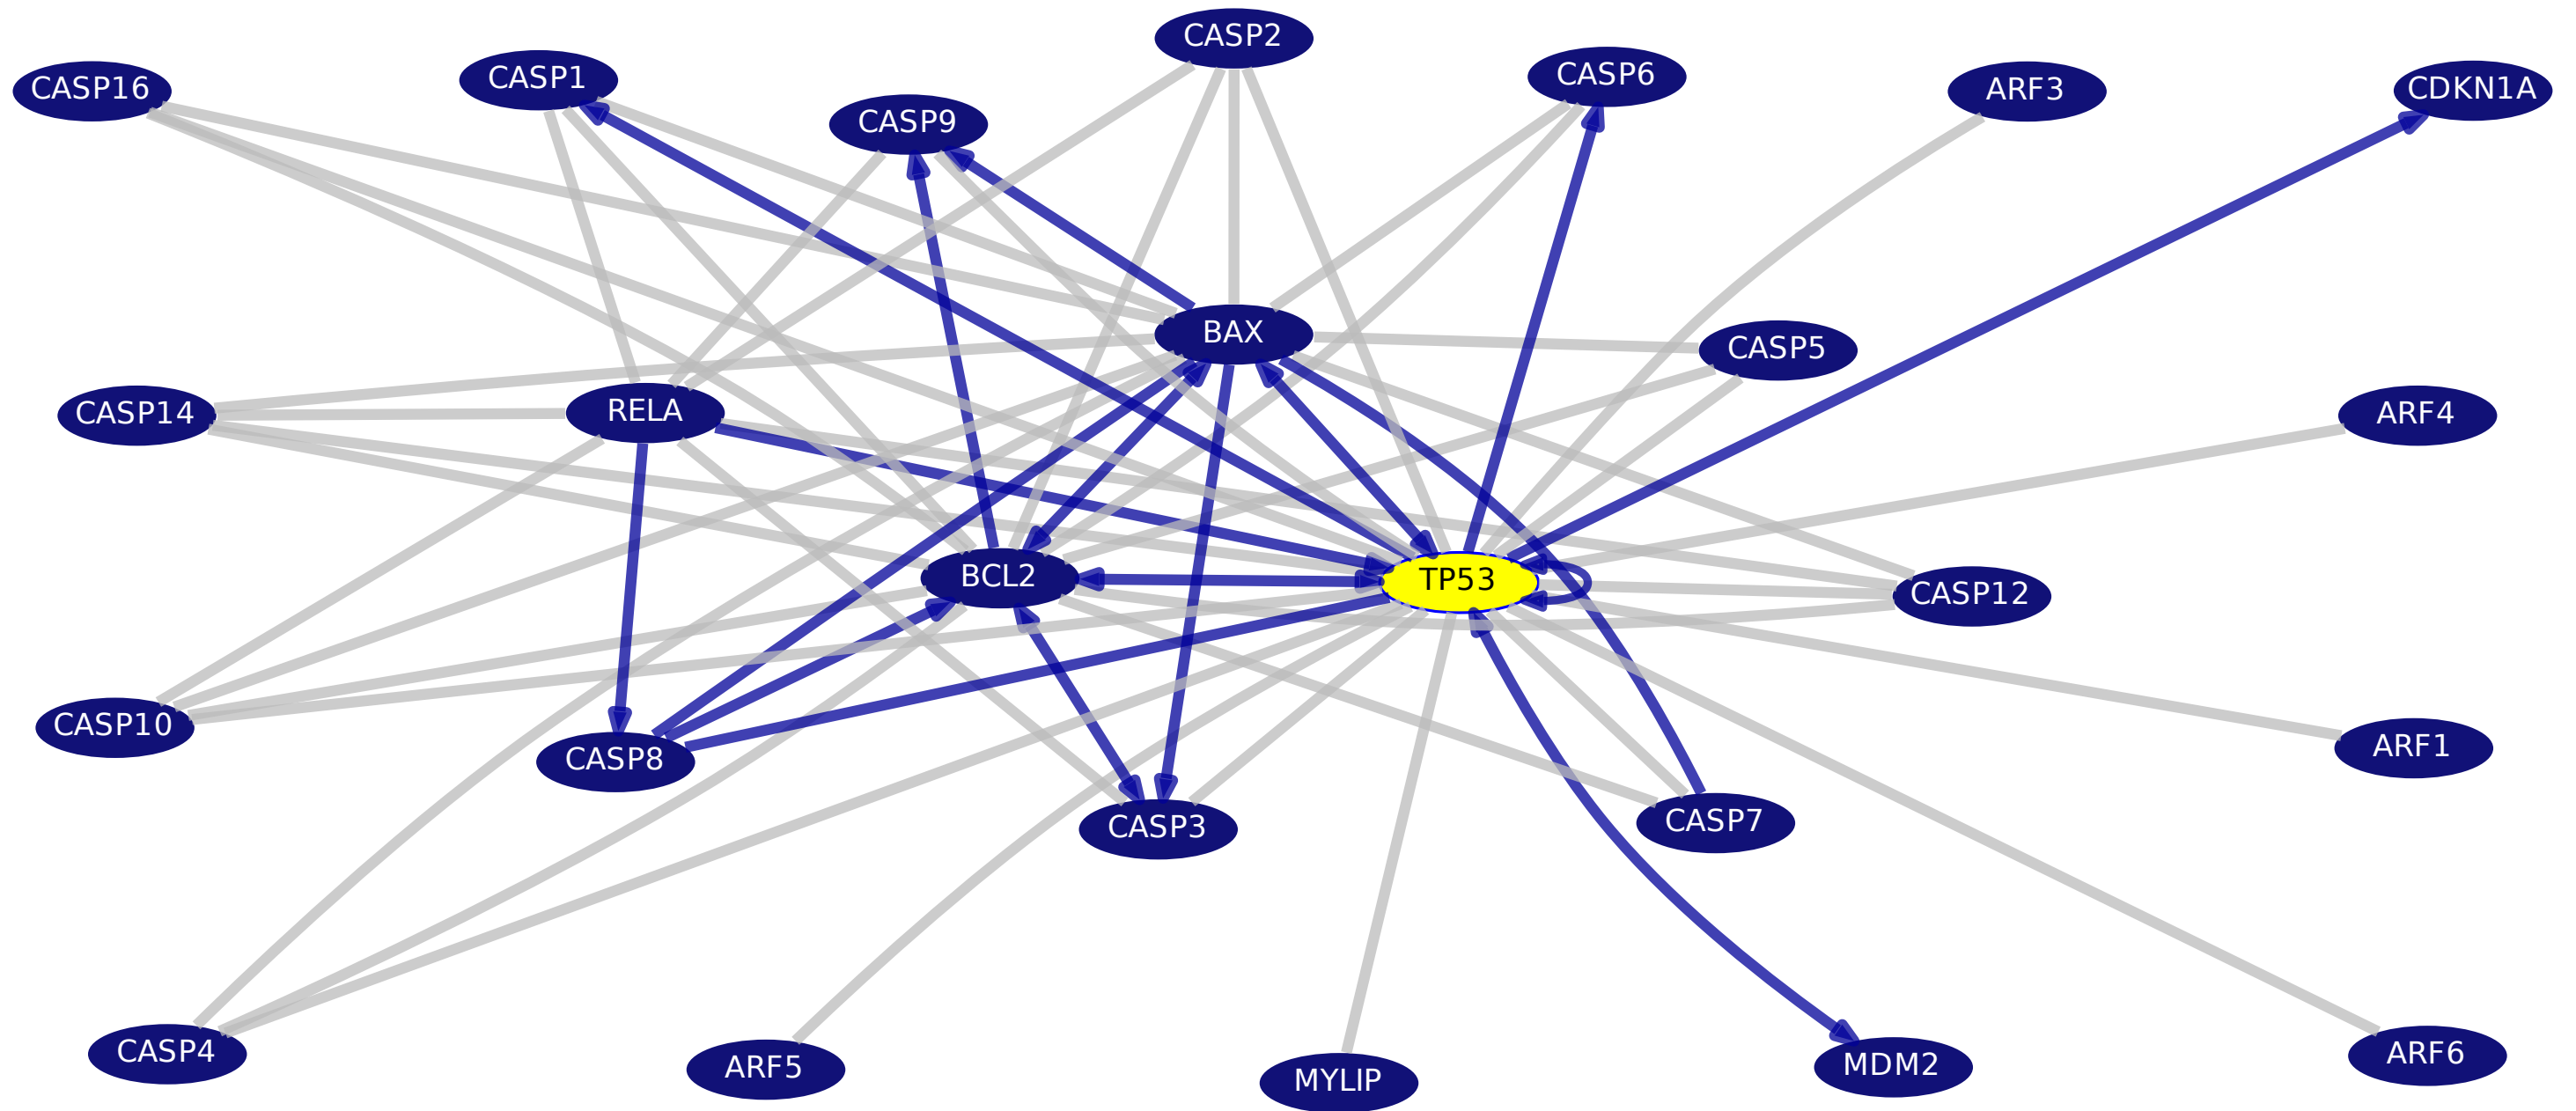 CASP2
CASP6
CASP1
CASP16
ARF3
CDKN1A
CASP9
BAX
CASP5
RELA
CASP14
ARF4
BCL2
TP53
CASP12
CASP10
ARF1
CASP8
CASP7
CASP3
CASP4
ARF6
MDM2
ARF5
MYLIP